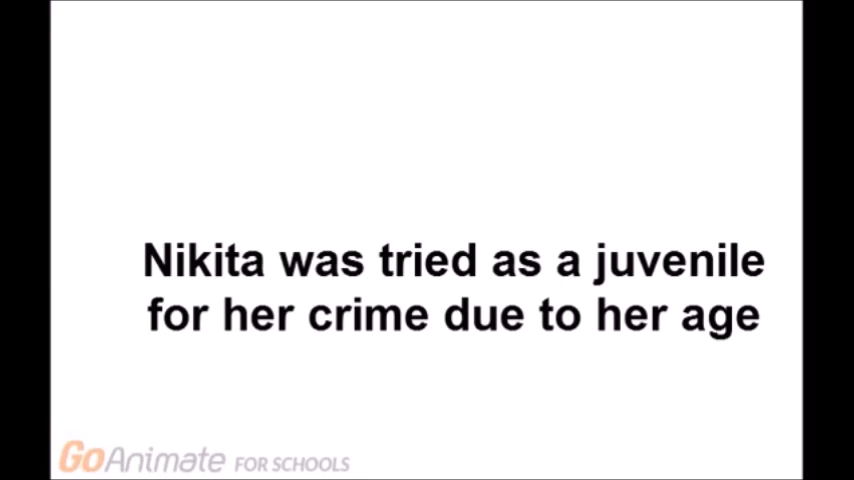 Nikita was tried as a juvenile
for her crime due to her age
GoAnimate FOR SCHOOLS